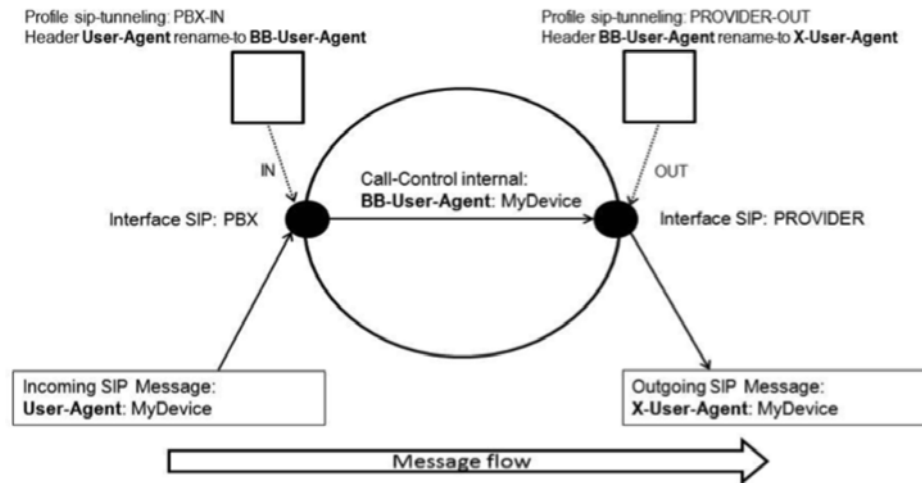 Profile sip-tunneling: PBX-IN
Header User-Agent rename-to BB-User-Agent
Profile sip-tunneling: PROVIDER-OUT
Header BB-User-Agent rename-to X-User-Agent
IN
OUT
Call-Control internal:
BB-User-Agent: MyDevice
Interface SIP: PBX
Interface SIP: PROVIDER
Incoming SIP Message:
User-Agent: MyDevice
Outgoing SIP Message:
X-User-Agent: MyDevice
Message flow